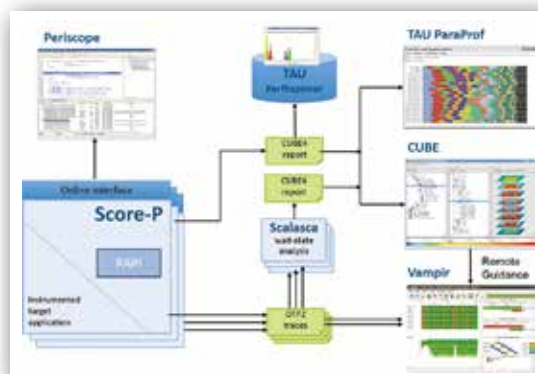 Periscope
TAU ParaProf
TAU
PerfExplorer
CUBE4
report
CUBE
CUBE4
report
Online interface
Score-P
Scalasca
wait-state
analysis
Remote
Guidance
Vampir
Instrumented
target
application
OTF2
traces